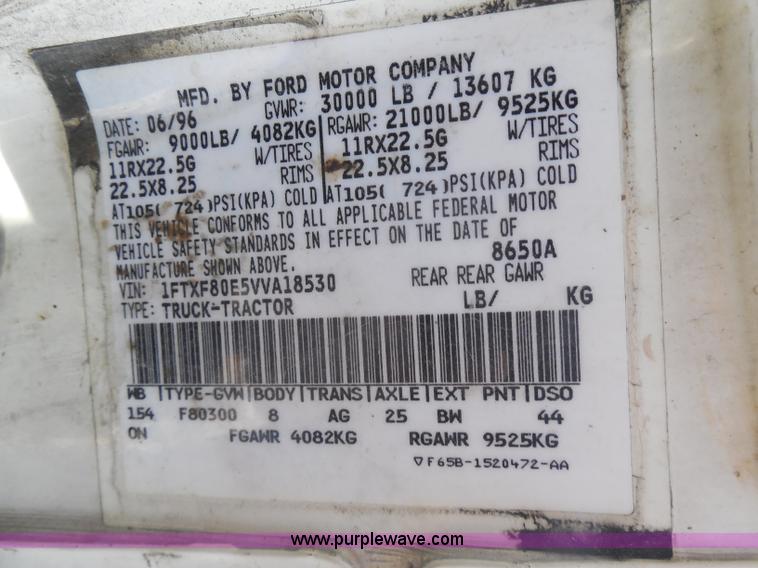 MFD. BY FORD MOTOR COMPANY
DATE: 06/96 GVWR: 30000 LB / 13607 KG
FGAWR: 9000LB/ 4082KG RGAWR: 21000LB/ 9525KG
11RX22.5G W/TIRES 11RX22.5G W/TIRES
22.5X8.25 RIMS 22.5X8.25 RIMS
AT105( 724)PSI(KPA) COLD AT105( 724)PSI(KPA) COLD
THIS VEHICLE CONFORMS TO ALL APPLICABLE FEDERAL MOTOR
VEHICLE SAFETY STANDARDS IN EFFECT ON THE DATE OF
MANUFACTURE SHOWN ABOVE. 8650A
VIN: 1FTXF80E5VVA18530 REAR REAR GAWR
TYPE: TRUCK-TRACTOR LB/ KG
WB TYPE-GVW BODY TRANS AXLE EXT PNT DSO
154 F80300 8 AG 25 BW 44
ON FGAWR 4082KG RGAWR 9525KG
▽F65B-1520472-AA
www.purplewave.com